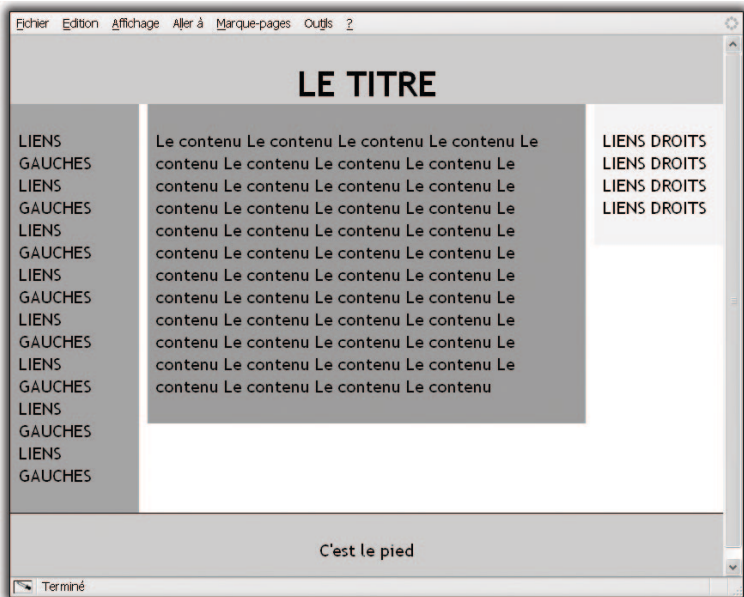 Fichier Edition Affichage Aller à Marque-pages Outils ?
LE TITRE
LIENS
GAUCHES
LIENS
GAUCHES
LIENS
GAUCHES
LIENS
GAUCHES
LIENS
GAUCHES
LIENS
GAUCHES
LIENS
GAUCHES
LIENS
GAUCHES
Le contenu Le contenu Le contenu Le contenu Le
contenu Le contenu Le contenu Le contenu Le
contenu Le contenu Le contenu Le contenu Le
contenu Le contenu Le contenu Le contenu Le
contenu Le contenu Le contenu Le contenu Le
contenu Le contenu Le contenu Le contenu Le
contenu Le contenu Le contenu Le contenu Le
contenu Le contenu Le contenu Le contenu Le
contenu Le contenu Le contenu Le contenu Le
contenu Le contenu Le contenu Le contenu Le
contenu Le contenu Le contenu Le contenu Le
contenu Le contenu Le contenu Le contenu
LIENS DROITS
LIENS DROITS
LIENS DROITS
LIENS DROITS
C'est le pied
Terminé